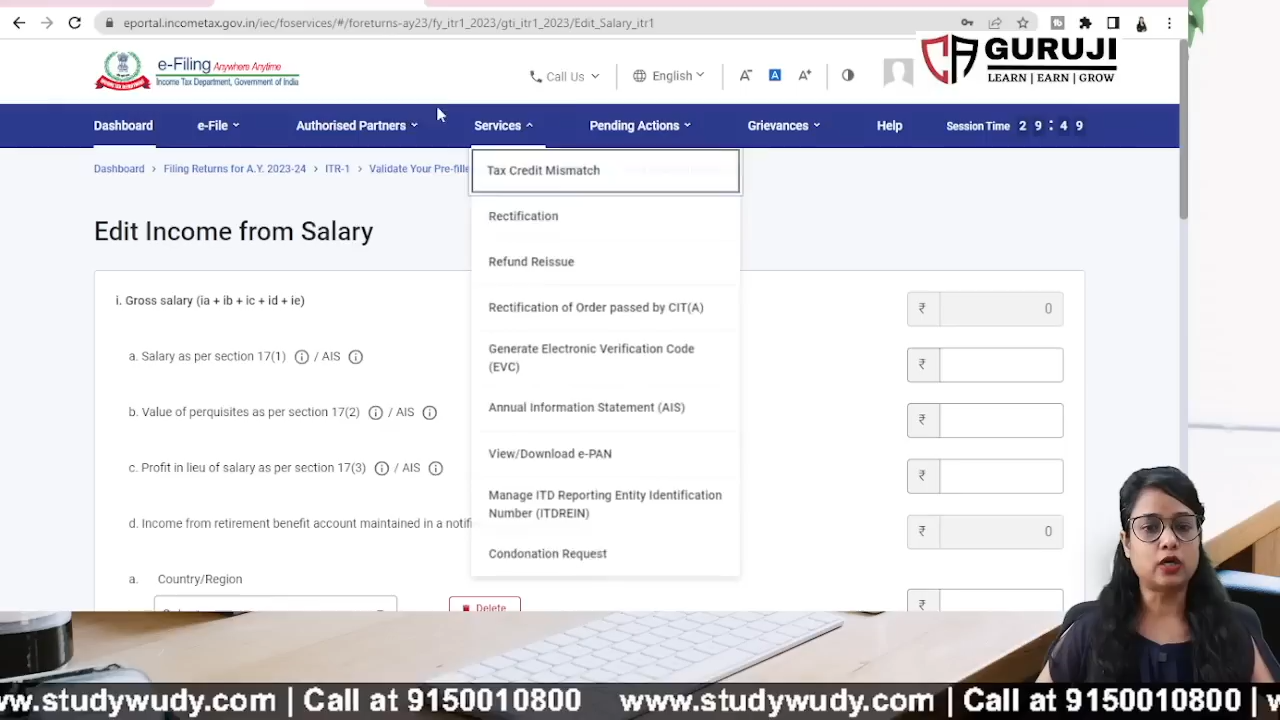 eportal.incometax.gov.in/iec/foservices/#/foreturns-ay23/fy_itr1_2023/gti_itr1_2023/Edit_Salary_itr1
e-Filing Anywhere Anytime
Income Tax Department, Government of India
Call Us
English
A-
A
A+
CA GURUJI
LEARN | EARN | GROW
Dashboard
e-File
Authorised Partners
Services
Pending Actions
Grievances
Help
Session Time 2 9 : 4 9
Dashboard > Filing Returns for A.Y. 2023-24 > ITR-1 > Validate Your Pre-fille
Tax Credit Mismatch
Rectification
Refund Reissue
Rectification of Order passed by CIT(A)
Generate Electronic Verification Code
(EVC)
Annual Information Statement (AIS)
View/Download e-PAN
Manage ITD Reporting Entity Identification
Number (ITDREIN)
Condonation Request
Edit Income from Salary
i. Gross salary (ia + ib + ic + id + ie)
₹ 0
a. Salary as per section 17(1) / AIS
₹
b. Value of perquisites as per section 17(2) / AIS
₹
c. Profit in lieu of salary as per section 17(3) / AIS
₹
d. Income from retirement benefit account maintained in a notifi
₹ 0
a. Country/Region
Delete
₹
ww.studywudy.com | Call at 9150010800 www.studywudy.com | Call at 9150010800 | w